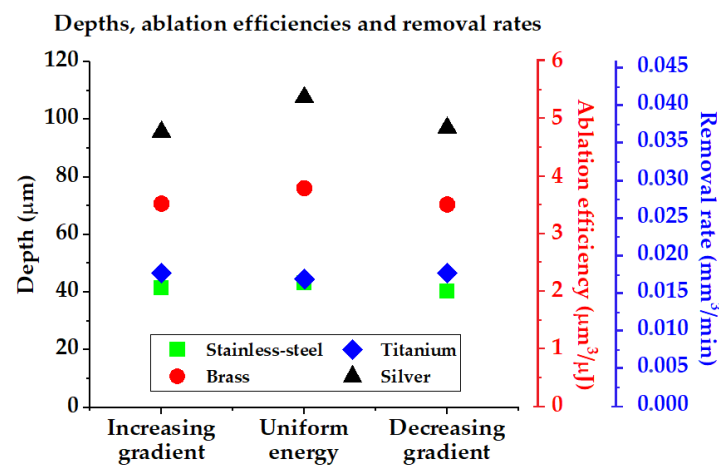 Depths, ablation efficiencies and removal rates
120
100
80
60
40
20
0
Depth (μm)
Increasing gradient
Uniform energy
Decreasing gradient
Stainless-steel
Titanium
Brass
Silver
6
5
4
3
2
1
0
Ablation efficiency (μm³/μJ)
0.045
0.040
0.035
0.030
0.025
0.020
0.015
0.010
0.005
0.000
Removal rate (mm³/min)